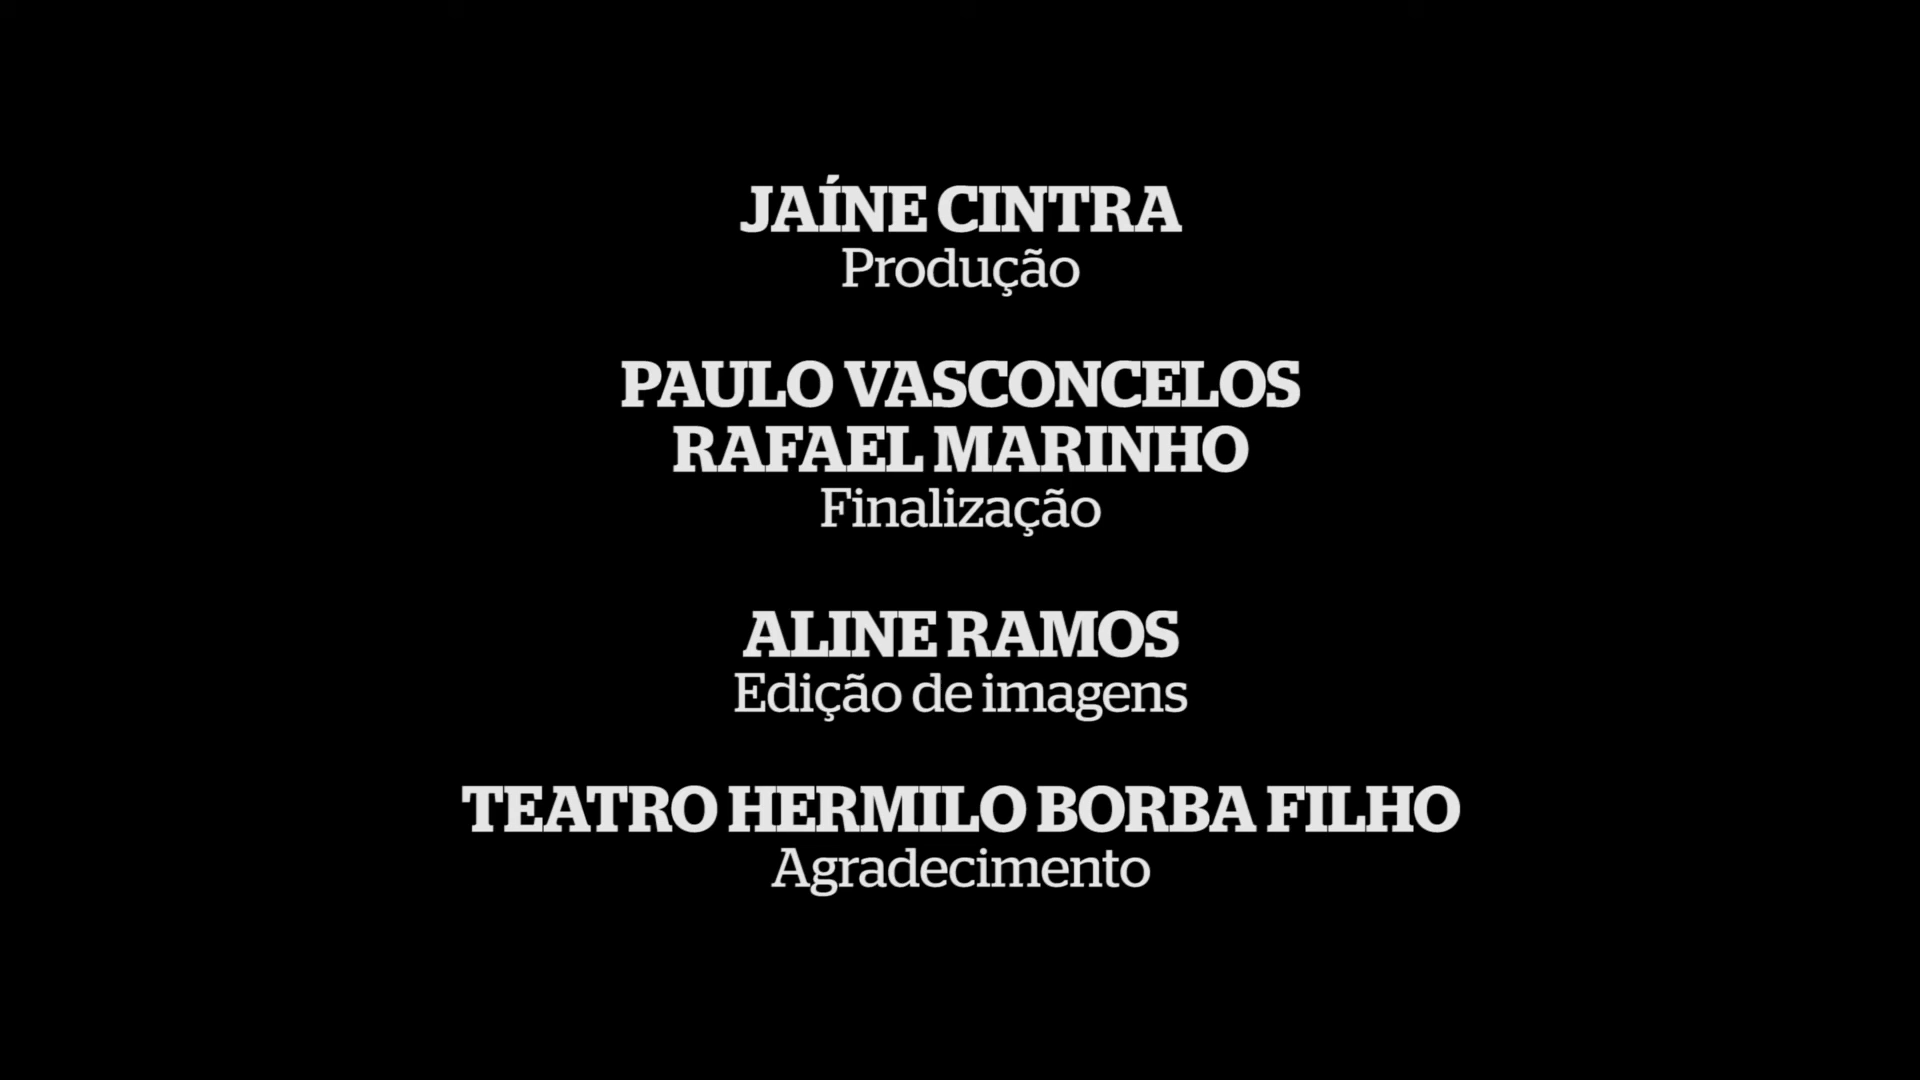 JAÍNE CINTRA
Produção
PAULO VASCONCELOS
RAFAEL MARINHO
Finalização
ALINE RAMOS
Edição de imagens
TEATRO HERMILO BORBA FILHO
Agradecimento